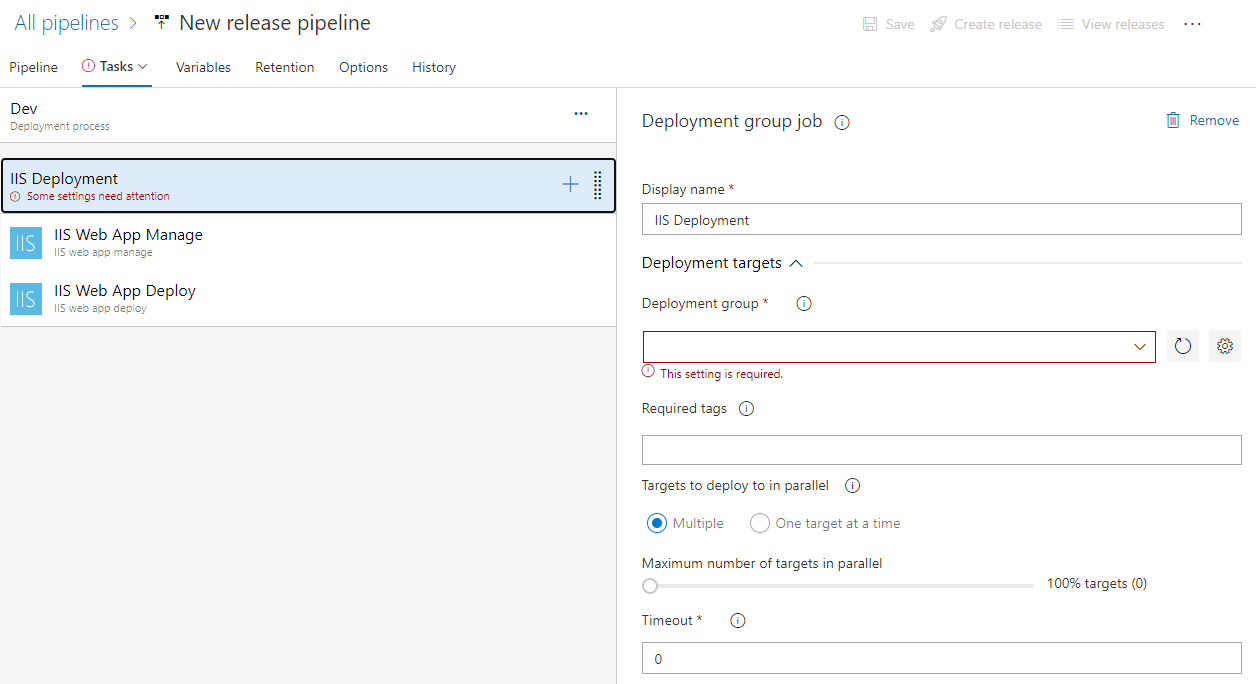 All pipelines > New release pipeline
Save Create release View releases ...
Pipeline Tasks Variables Retention Options History
Dev
Deployment process
...
IIS Deployment
Some settings need attention
IIS IIS Web App Manage
IIS web app manage
IIS IIS Web App Deploy
IIS web app deploy
Deployment group job
Remove
Display name *
IIS Deployment
Deployment targets
Deployment group *
This setting is required.
Required tags
Targets to deploy to in parallel
Multiple One target at a time
Maximum number of targets in parallel
100% targets (0)
Timeout *
0